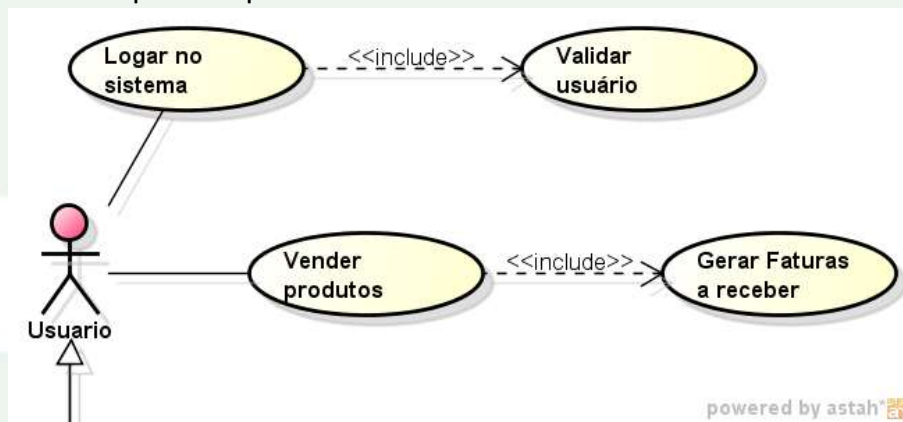 Logar no
sistema
<<include>>
Validar
usuário
Vender
produtos
<<include>>
Gerar Faturas
a receber
Usuario
powered by astah*